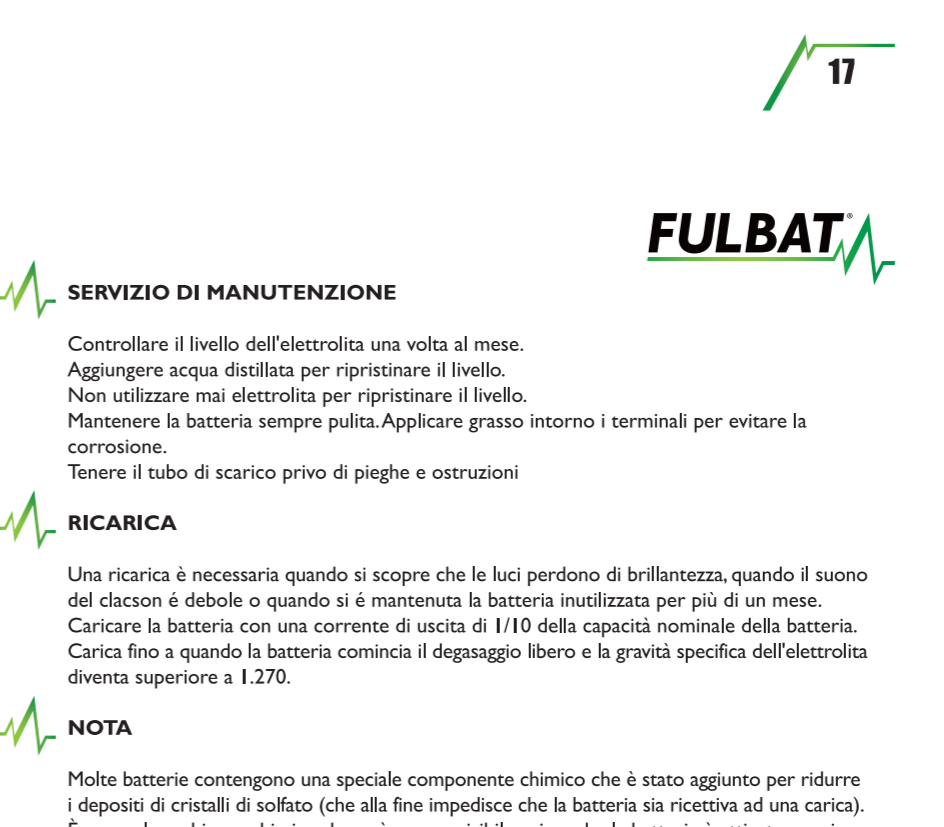 17
FULBAT®
SERVIZIO DI MANUTENZIONE
Controllare il livello dell'elettrolita una volta al mese.
Aggiungere acqua distillata per ripristinare il livello.
Non utilizzare mai elettrolita per ripristinare il livello.
Mantenere la batteria sempre pulita. Applicare grasso intorno i terminali per evitare la
corrosione.
Tenere il tubo di scarico privo di pieghe e ostruzioni
RICARICA
Una ricarica è necessaria quando si scopre che le luci perdono di brillantezza, quando il suono
del clacson é debole o quando si é mantenuta la batteria inutilizzata per più di un mese.
Caricare la batteria con una corrente di uscita di 1/10 della capacità nominale della batteria.
Carica fino a quando la batteria comincia il degasaggio libero e la gravità specifica dell'elettrolita
diventa superiore a 1.270.
NOTA
Molte batterie contengono una speciale componente chimico che è stato aggiunto per ridurre
i depositi di cristalli di solfato (che alla fine impedisce che la batteria sia ricettiva ad una carica).